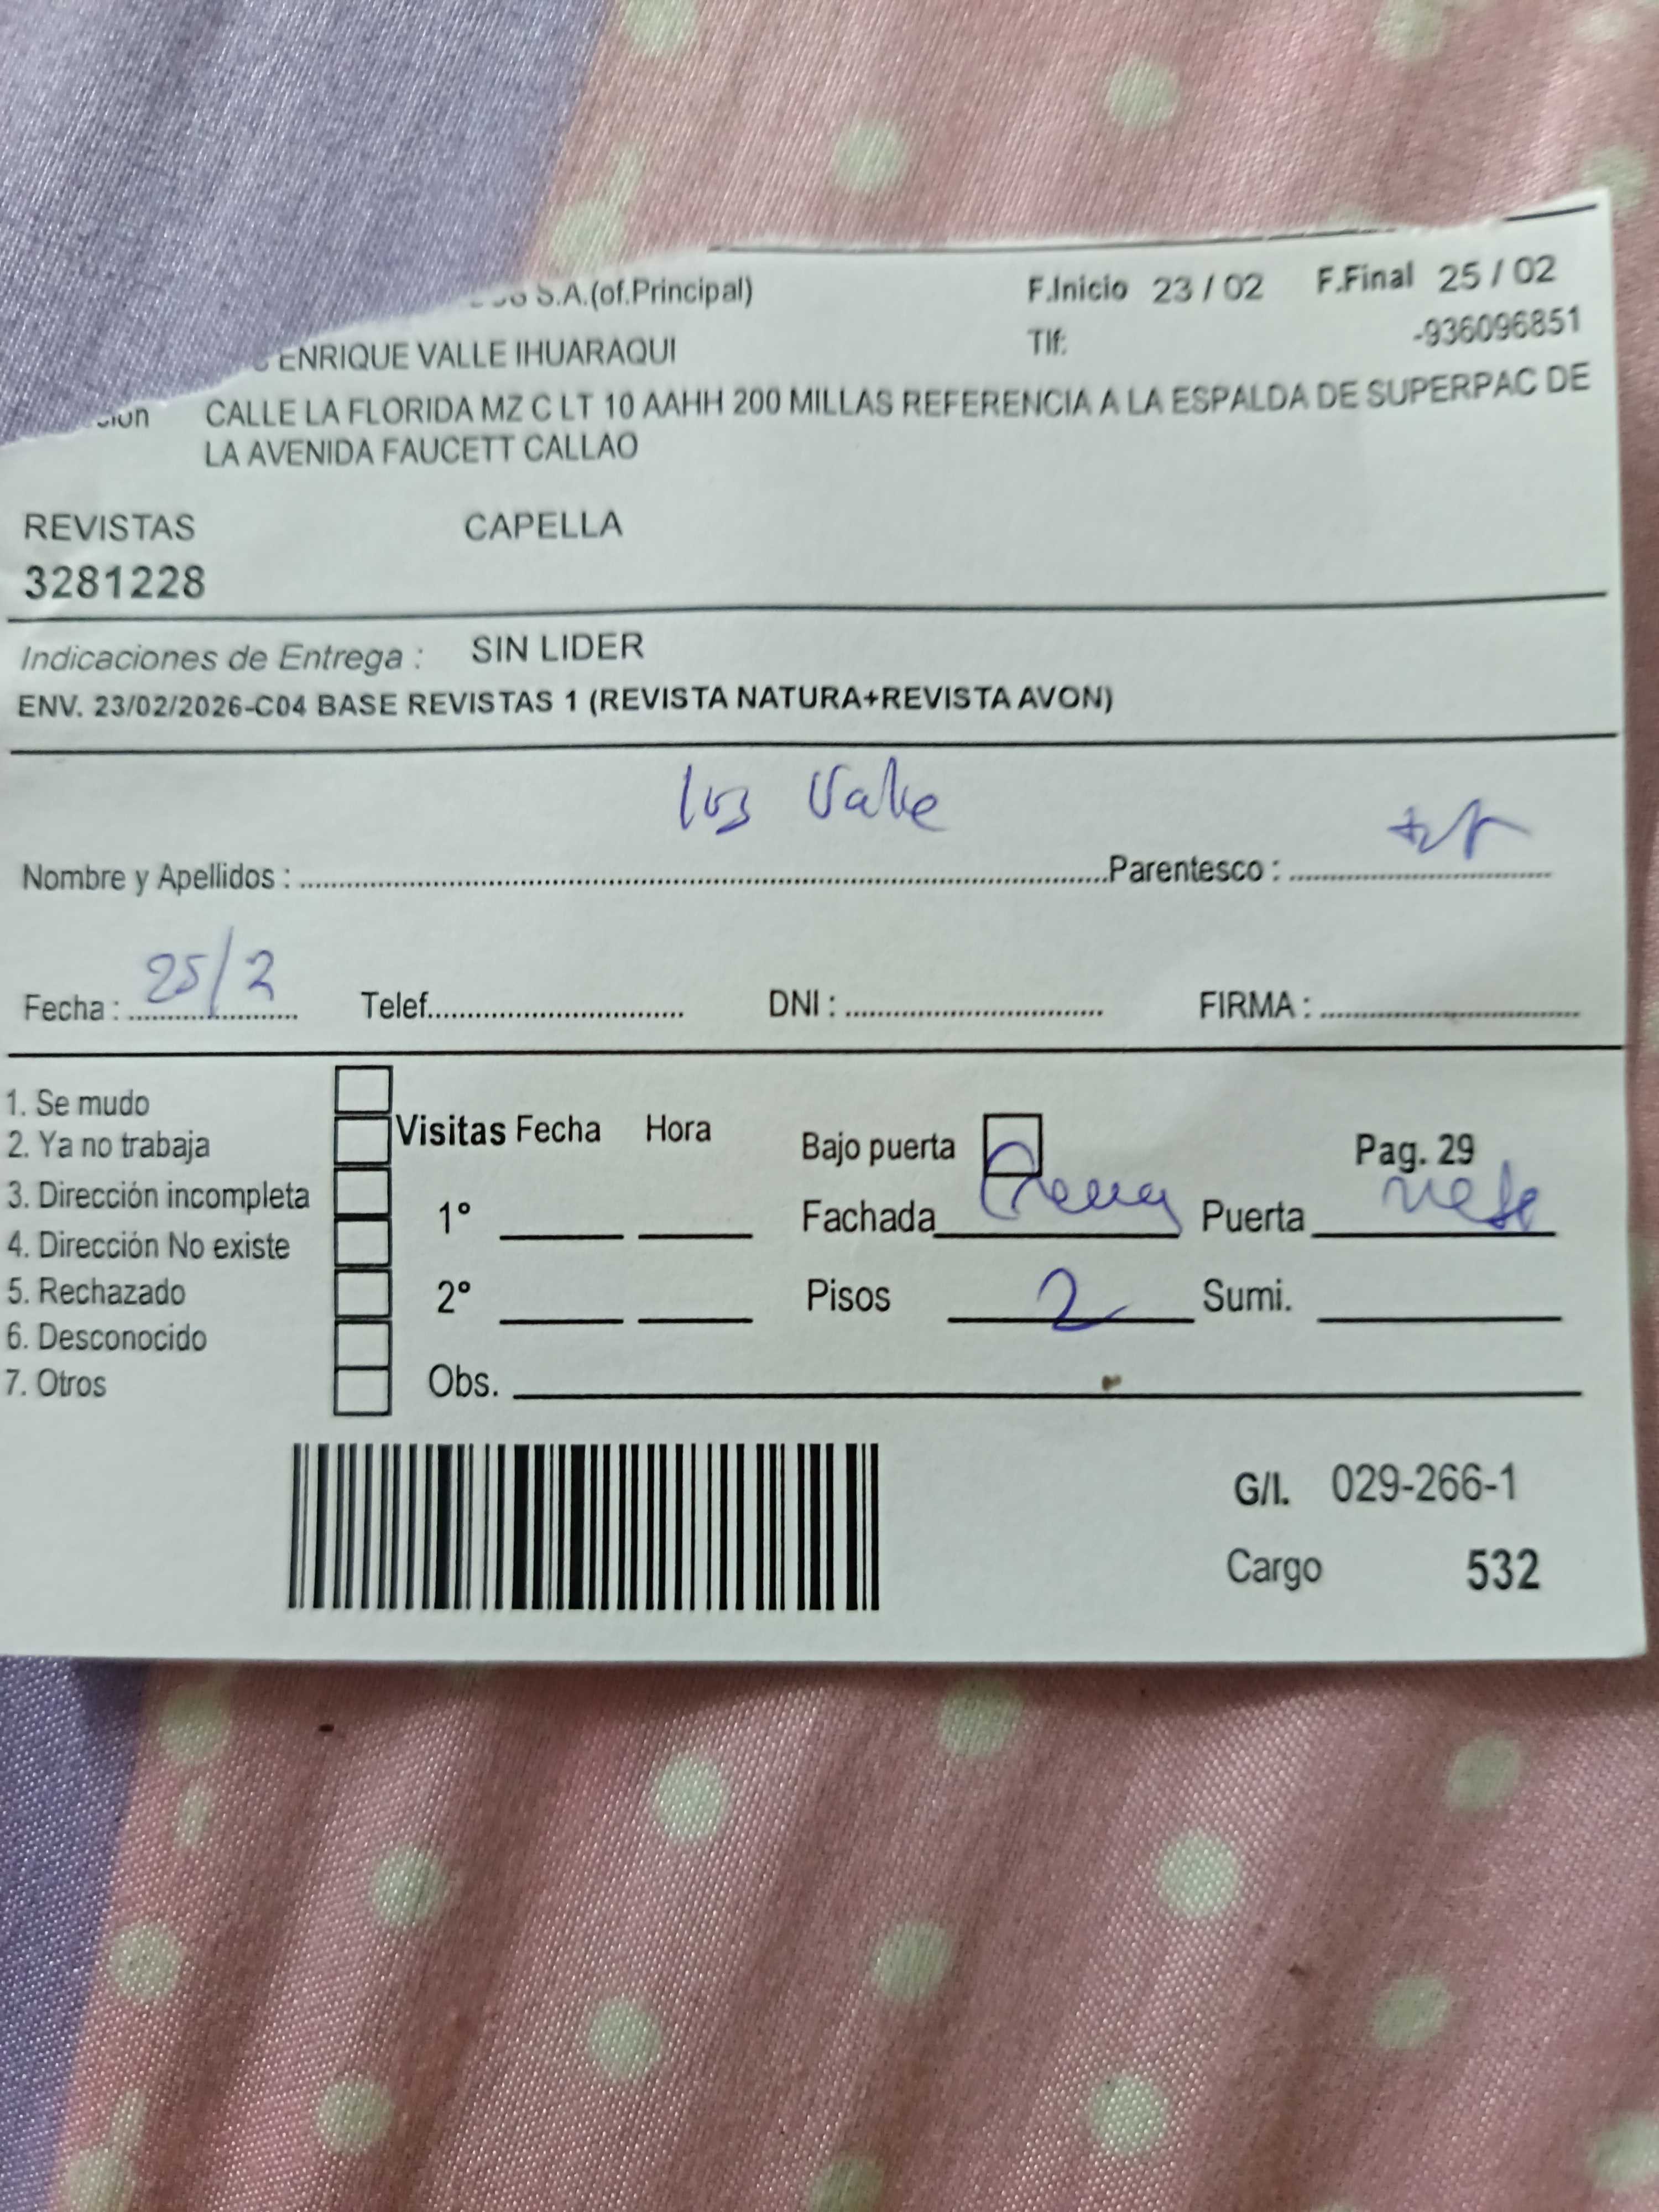 S.A.(of.Principal) F.Inicio 23 / 02 F.Final 25 / 02
ENRIQUE VALLE IHUARAQUI Tlf: -936096851
CALLE LA FLORIDA MZ C LT 10 AAHH 200 MILLAS REFERENCIA A LA ESPALDA DE SUPERPAC DE
LA AVENIDA FAUCETT CALLAO
REVISTAS CAPELLA
3281228
Indicaciones de Entrega : SIN LIDER
ENV. 23/02/2026-C04 BASE REVISTAS 1 (REVISTA NATURA+REVISTA AVON)
Valle
Nombre y Apellidos : Parentesco :
Fecha : 25/2 Telef. DNI : FIRMA :
1. Se mudo
2. Ya no trabaja
3. Dirección incompleta
4. Dirección No existe
5. Rechazado
6. Desconocido
7. Otros
Visitas Fecha Hora
1°
2°
Obs.
Bajo puerta Pag. 29
Fachada Crema Puerta
Pisos 2 Sumi.
G/I. 029-266-1
Cargo 532